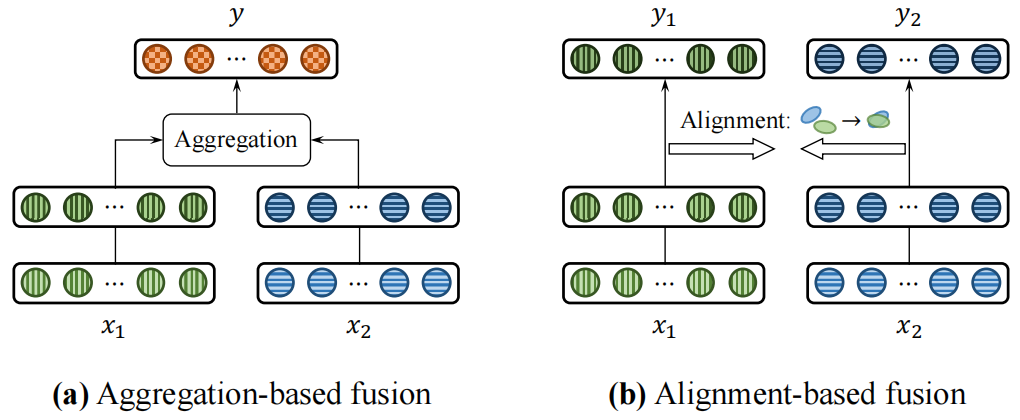 y
Aggregation
...
...
...
...
...
x₁
x₂
(a) Aggregation-based fusion
y₁
y₂
...
...
Alignment: →
...
...
...
...
x₁
x₂
(b) Alignment-based fusion